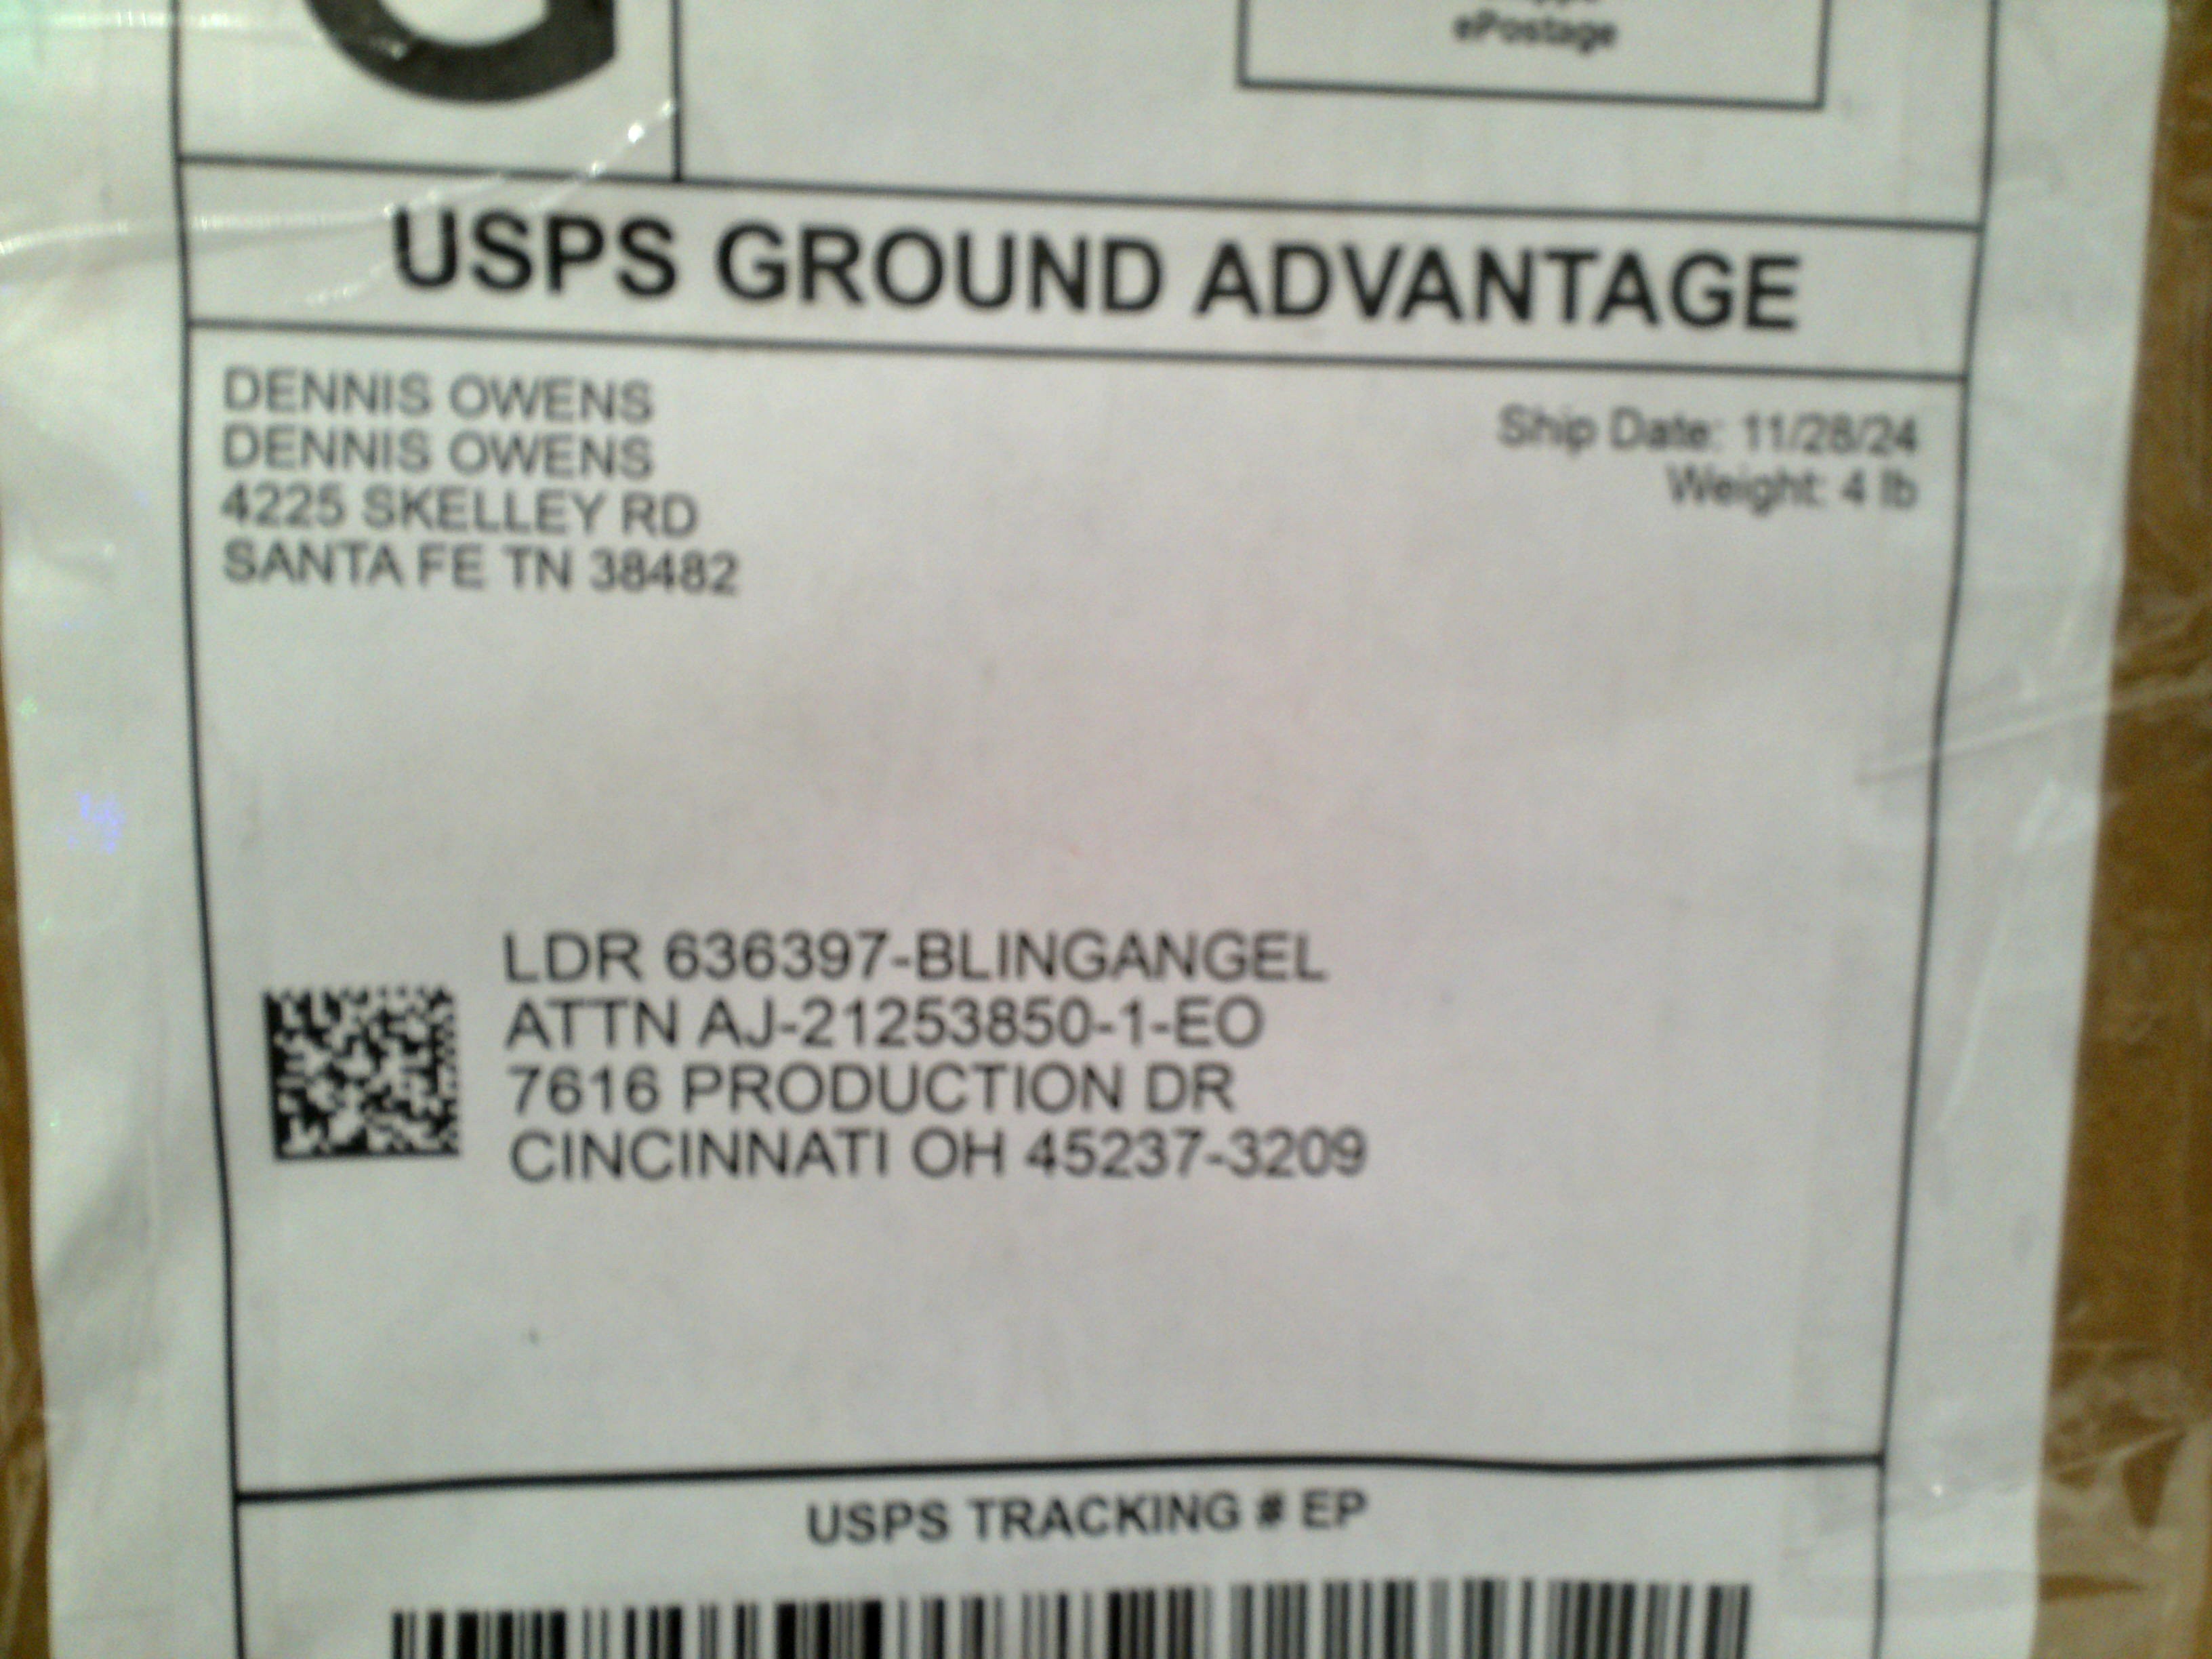 ePostage
USPS GROUND ADVANTAGE
DENNIS OWENS
DENNIS OWENS
4225 SKELLEY RD
SANTA FE TN 38482
Ship Date: 11/28/24
Weight: 4 lb
LDR 636397-BLINGANGEL
ATTN AJ-21253850-1-EO
7616 PRODUCTION DR
CINCINNATI OH 45237-3209
USPS TRACKING # EP